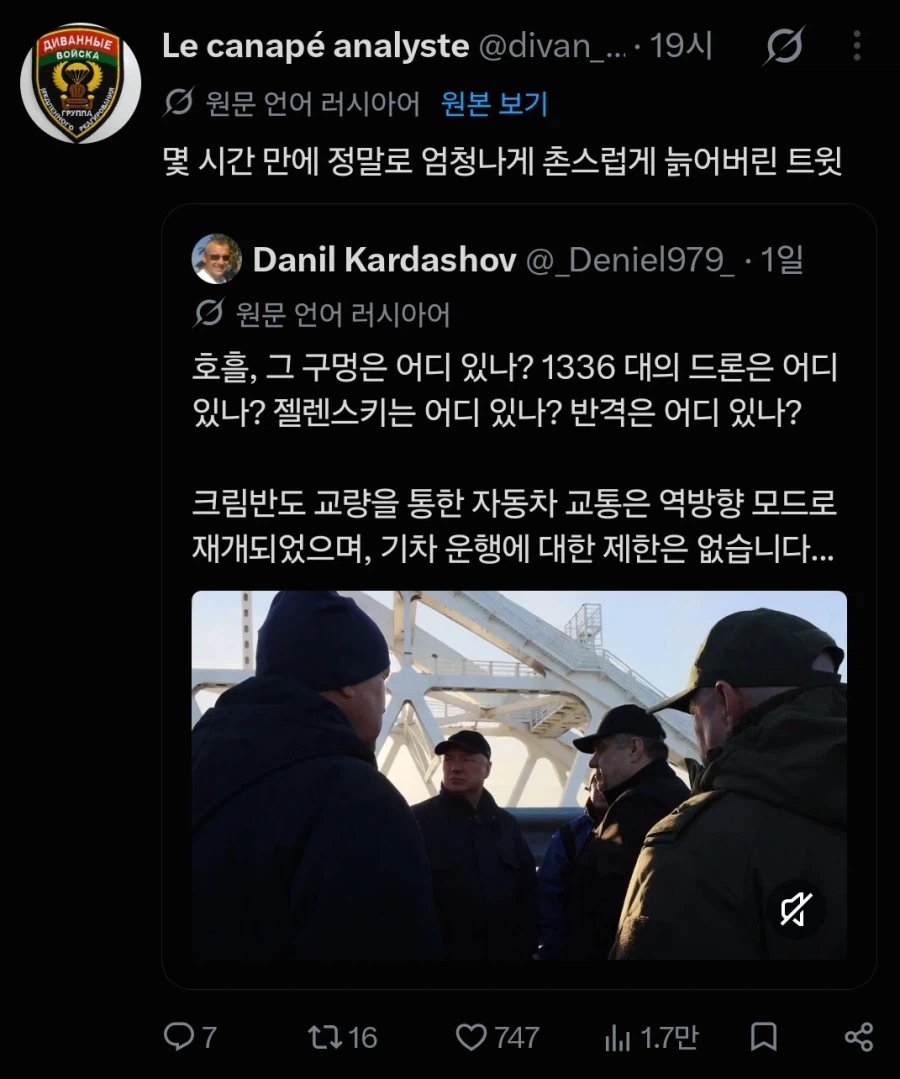 ДИВАННЫЕ
ВОЙСКА
ГРУППА
МЕДЛЕННОГО РЕАГИРОВАНИЯ
Le canapé analyste @divan_... · 19시
원문 언어 러시아어 원본 보기
몇 시간 만에 정말로 엄청나게 촌스럽게 늙어버린 트윗
Danil Kardashov @_Deniel979_ · 1일
원문 언어 러시아어
호흘, 그 구멍은 어디 있나? 1336 대의 드론은 어디
있나? 젤렌스키는 어디 있나? 반격은 어디 있나?
크림반도 교량을 통한 자동차 교통은 역방향 모드로
재개되었으며, 기차 운행에 대한 제한은 없습니다...
7 16 747 1.7만